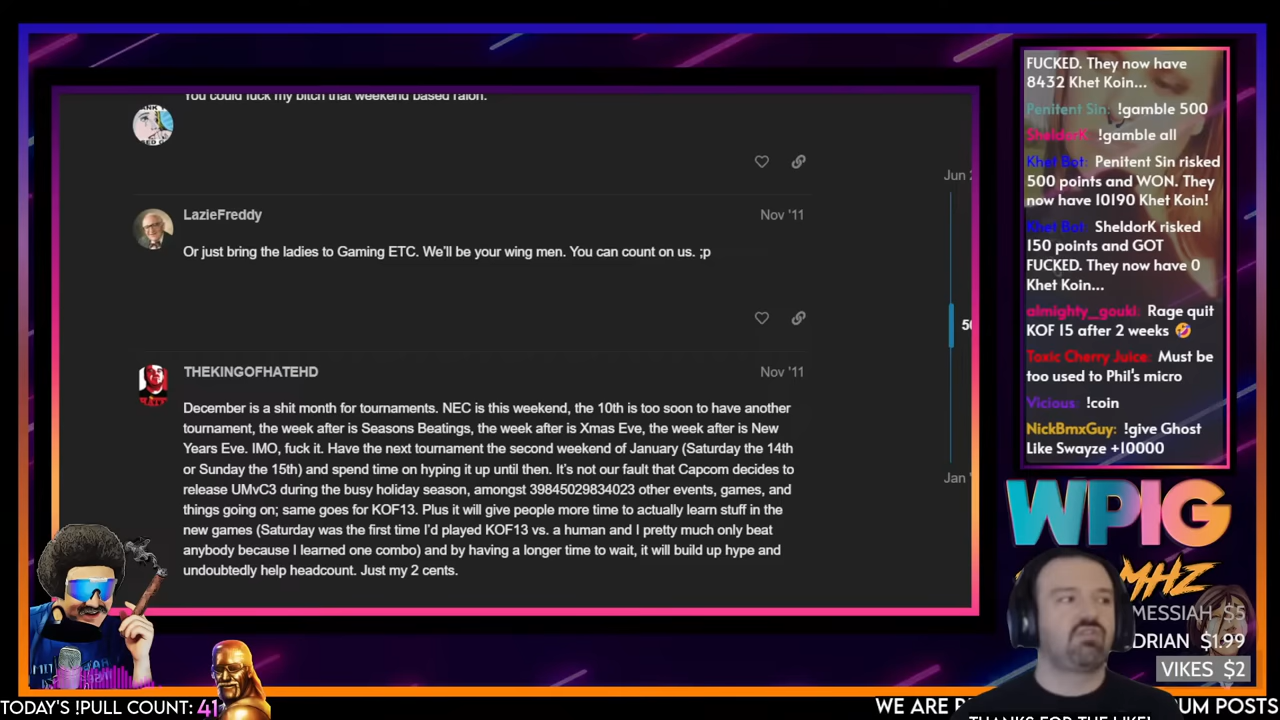 You could fuck my bitch that weekend based raion.
Jun 2
LazieFreddy
Nov '11
Or just bring the ladies to Gaming ETC. We'll be your wing men. You can count on us. ;p
50
THEKINGOFHATEHD
Nov '11
HATE
December is a shit month for tournaments. NEC is this weekend, the 10th is too soon to have another
tournament, the week after is Seasons Beatings, the week after is Xmas Eve, the week after is New
Years Eve. IMO, fuck it. Have the next tournament the second weekend of January (Saturday the 14th
or Sunday the 15th) and spend time on hyping it up until then. It's not our fault that Capcom decides to
release UMvC3 during the busy holiday season, amongst 39845029834023 other events, games, and
things going on; same goes for KOF13. Plus it will give people more time to actually learn stuff in the
new games (Saturday was the first time I'd played KOF13 vs. a human and I pretty much only beat
anybody because I learned one combo) and by having a longer time to wait, it will build up hype and
undoubtedly help headcount. Just my 2 cents.
Jan '
FUCKED. They now have
8432 Khet Koin...
Penitent Sin: !gamble 500
SheldorK: !gamble all
Khet Bot: Penitent Sin risked
500 points and WON. They
now have 10190 Khet Koin!
Khet Bot: SheldorK risked
150 points and GOT
FUCKED. They now have 0
Khet Koin...
almighty_gouki: Rage quit
KOF 15 after 2 weeks 🤣
Toxic Cherry Juice: Must be
too used to Phil's micro
Vicious: !coin
NickBmxGuy: !give Ghost
Like Swayze +10000
WPIG
MHZ
MESSIAH $5
DRIAN $1.99
VIKES $2
TODAY'S !PULL COUNT: 41
WE ARE
UM POSTS
THANKS FOR THE LIKE!